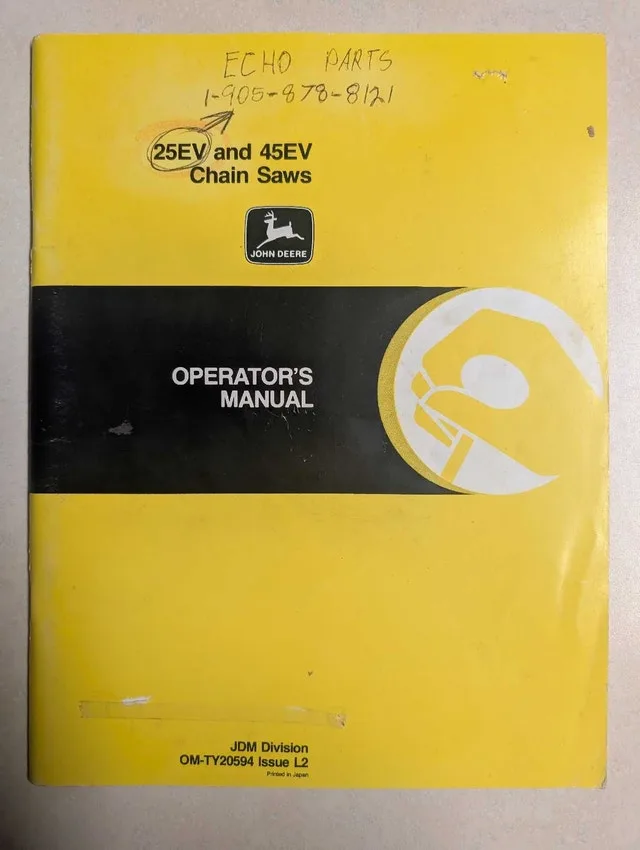 ECHO PARTS
1-905-878-8121
25EV and 45EV
Chain Saws
JOHN DEERE
OPERATOR'S
MANUAL
JDM Division
OM-TY20594 Issue L2
Printed in Japan